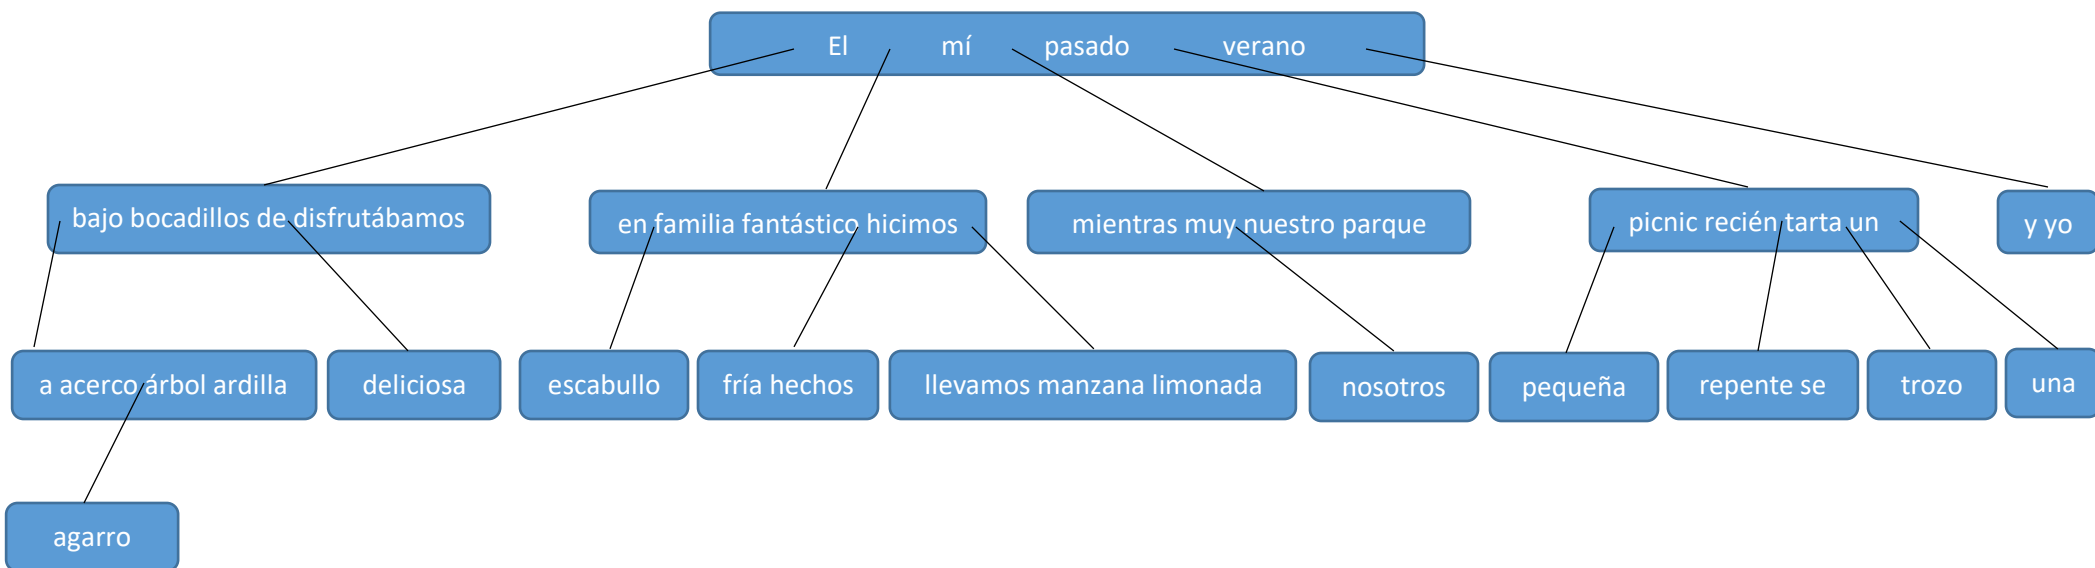 El mí pasado verano
bajo bocadillos de disfrutábamos
en familia fantástico hicimos
mientras muy nuestro parque
picnic recién tarta un
y yo
a acerco árbol ardilla
deliciosa
escabullo
fría hechos
llevamos manzana limonada
nosotros
pequeña
repente se
trozo
una
agarro